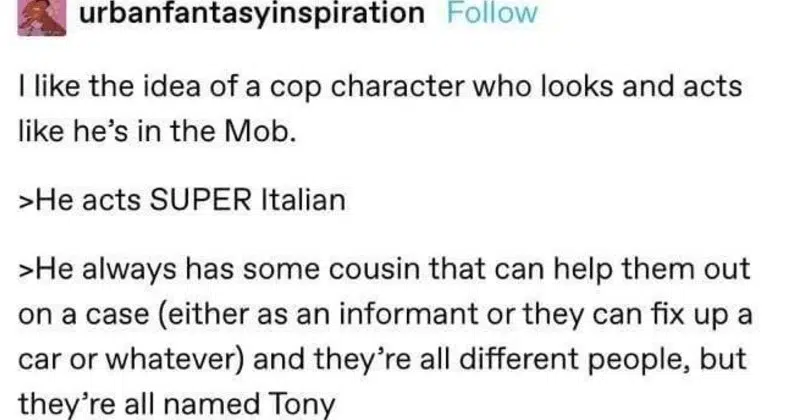 urbanfantasyinspiration Follow
I like the idea of a cop character who looks and acts
like he's in the Mob.
>He acts SUPER Italian
>He always has some cousin that can help them out
on a case (either as an informant or they can fix up a
car or whatever) and they're all different people, but
they're all named Tony